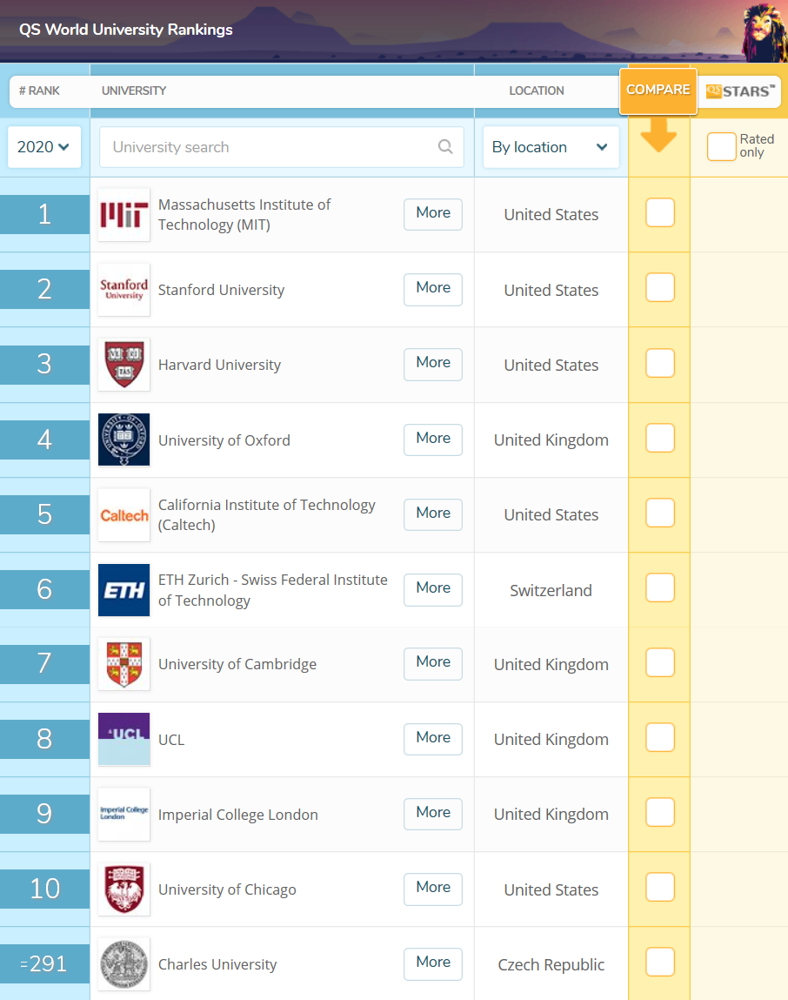 QS World University Rankings
# RANK
UNIVERSITY
LOCATION
COMPARE
QS STARS™
2020
University search
By location
Rated
only
1
MIT
Massachusetts Institute of
Technology (MIT)
More
United States
2
Stanford
University
Stanford University
More
United States
3
Harvard University
More
United States
4
University of Oxford
More
United Kingdom
5
Caltech
California Institute of Technology
(Caltech)
More
United States
6
ETH
ETH Zurich - Swiss Federal Institute
of Technology
More
Switzerland
7
University of Cambridge
More
United Kingdom
8
UCL
UCL
More
United Kingdom
9
Imperial College
London
Imperial College London
More
United Kingdom
10
University of Chicago
More
United States
=291
Charles University
More
Czech Republic